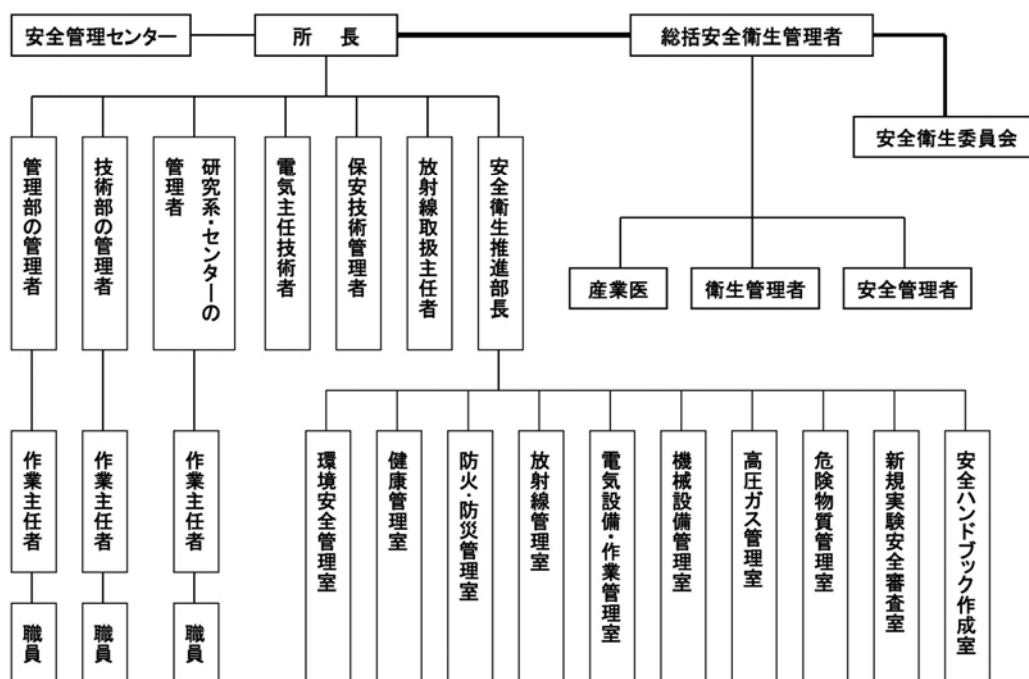 安全管理センター
所 長
総括安全衛生管理者
安全衛生委員会
管理部の管理者
技術部の管理者
研究系・センターの
管理者
電気主任技術者
保安技術管理者
放射線取扱主任者
安全衛生推進部長
産業医
衛生管理者
安全管理者
作業主任者
作業主任者
作業主任者
環境安全管理室
健康管理室
防火・防災管理室
放射線管理室
電気設備・作業管理室
機械設備管理室
高圧ガス管理室
危険物質管理室
新規実験安全審査室
安全ハンドブック作成室
職員
職員
職員